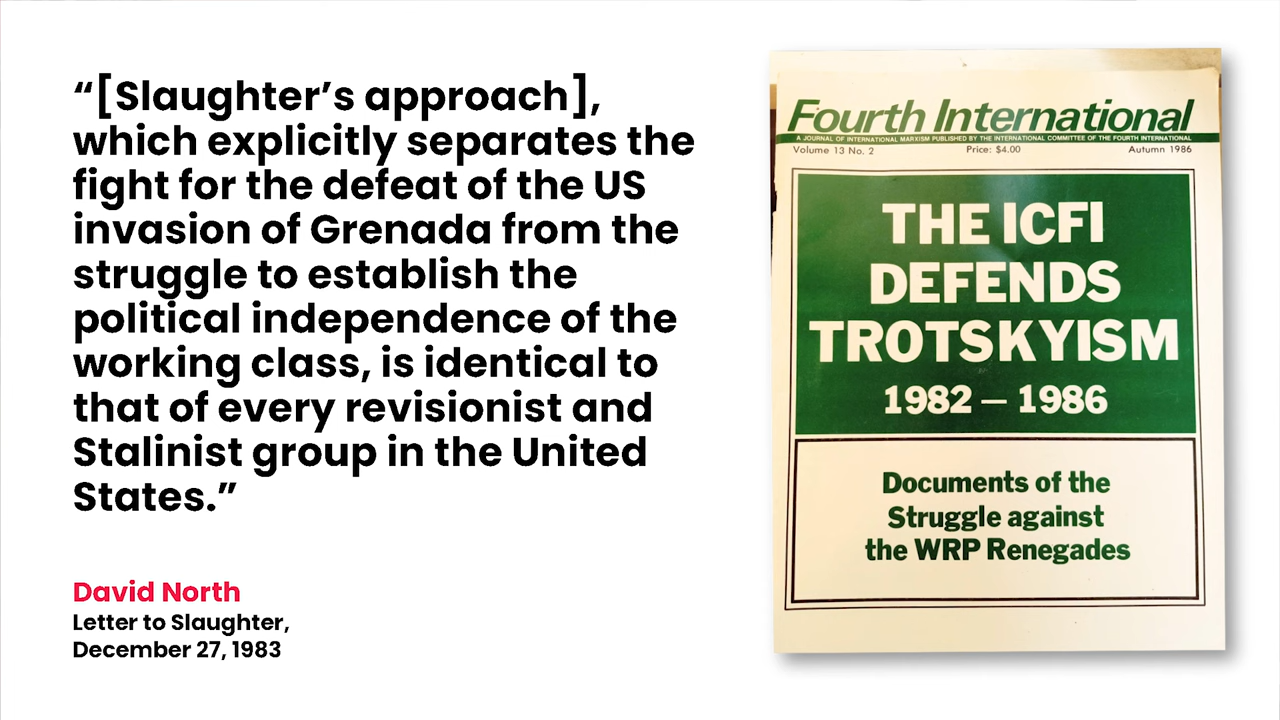 “[Slaughter’s approach],
which explicitly separates the
fight for the defeat of the US
invasion of Grenada from the
struggle to establish the
political independence of the
working class, is identical to
that of every revisionist and
Stalinist group in the United
States.”
David North
Letter to Slaughter,
December 27, 1983
Fourth International
A JOURNAL OF INTERNATIONAL MARXISM PUBLISHED BY THE INTERNATIONAL COMMITTEE OF THE FOURTH INTERNATIONAL
Volume 13 No. 2 Price: $4.00 Autumn 1986
THE ICFI
DEFENDS
TROTSKYISM
1982 – 1986
Documents of the
Struggle against
the WRP Renegades